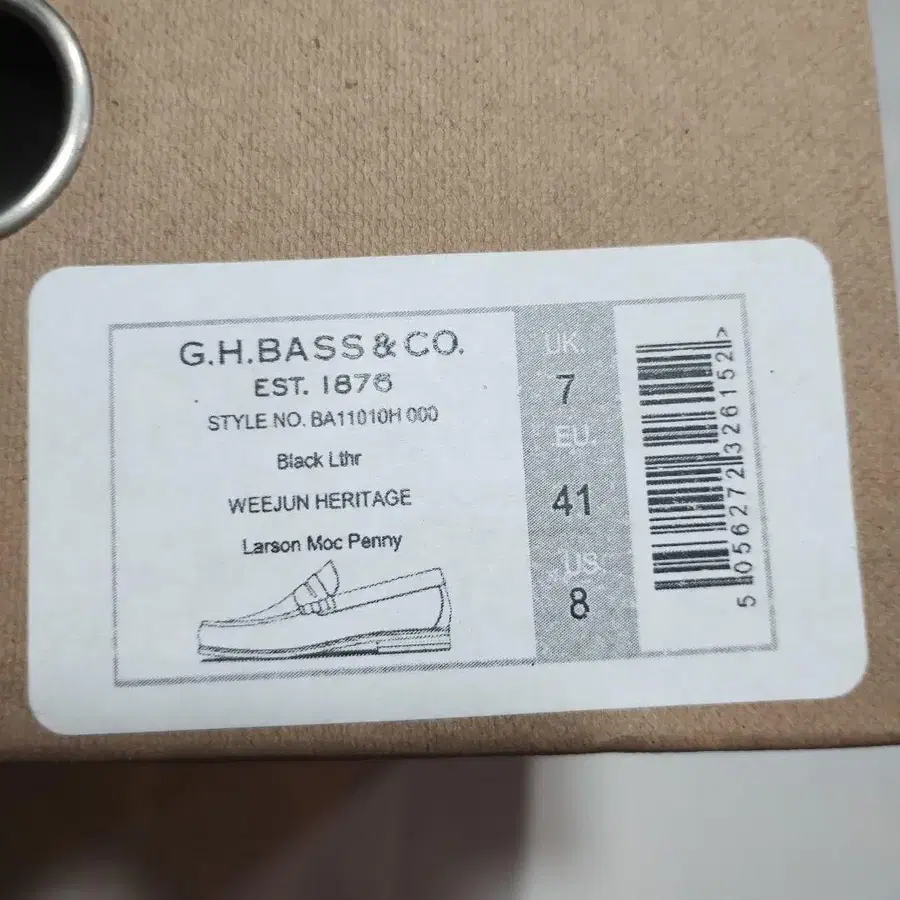 G.H.BASS & CO.
EST. 1876
STYLE NO. BA11010H 000
Black Lthr
WEEJUN HERITAGE
Larson Moc Penny
UK.
7
EU.
41
US.
8
5 056272 326152 >